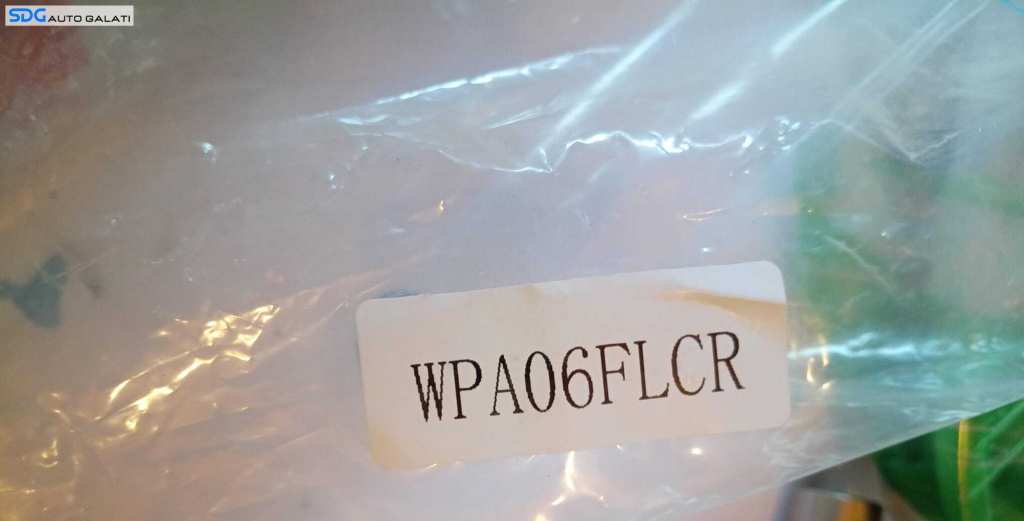 SDG AUTO GALATI
WPA06FLCR